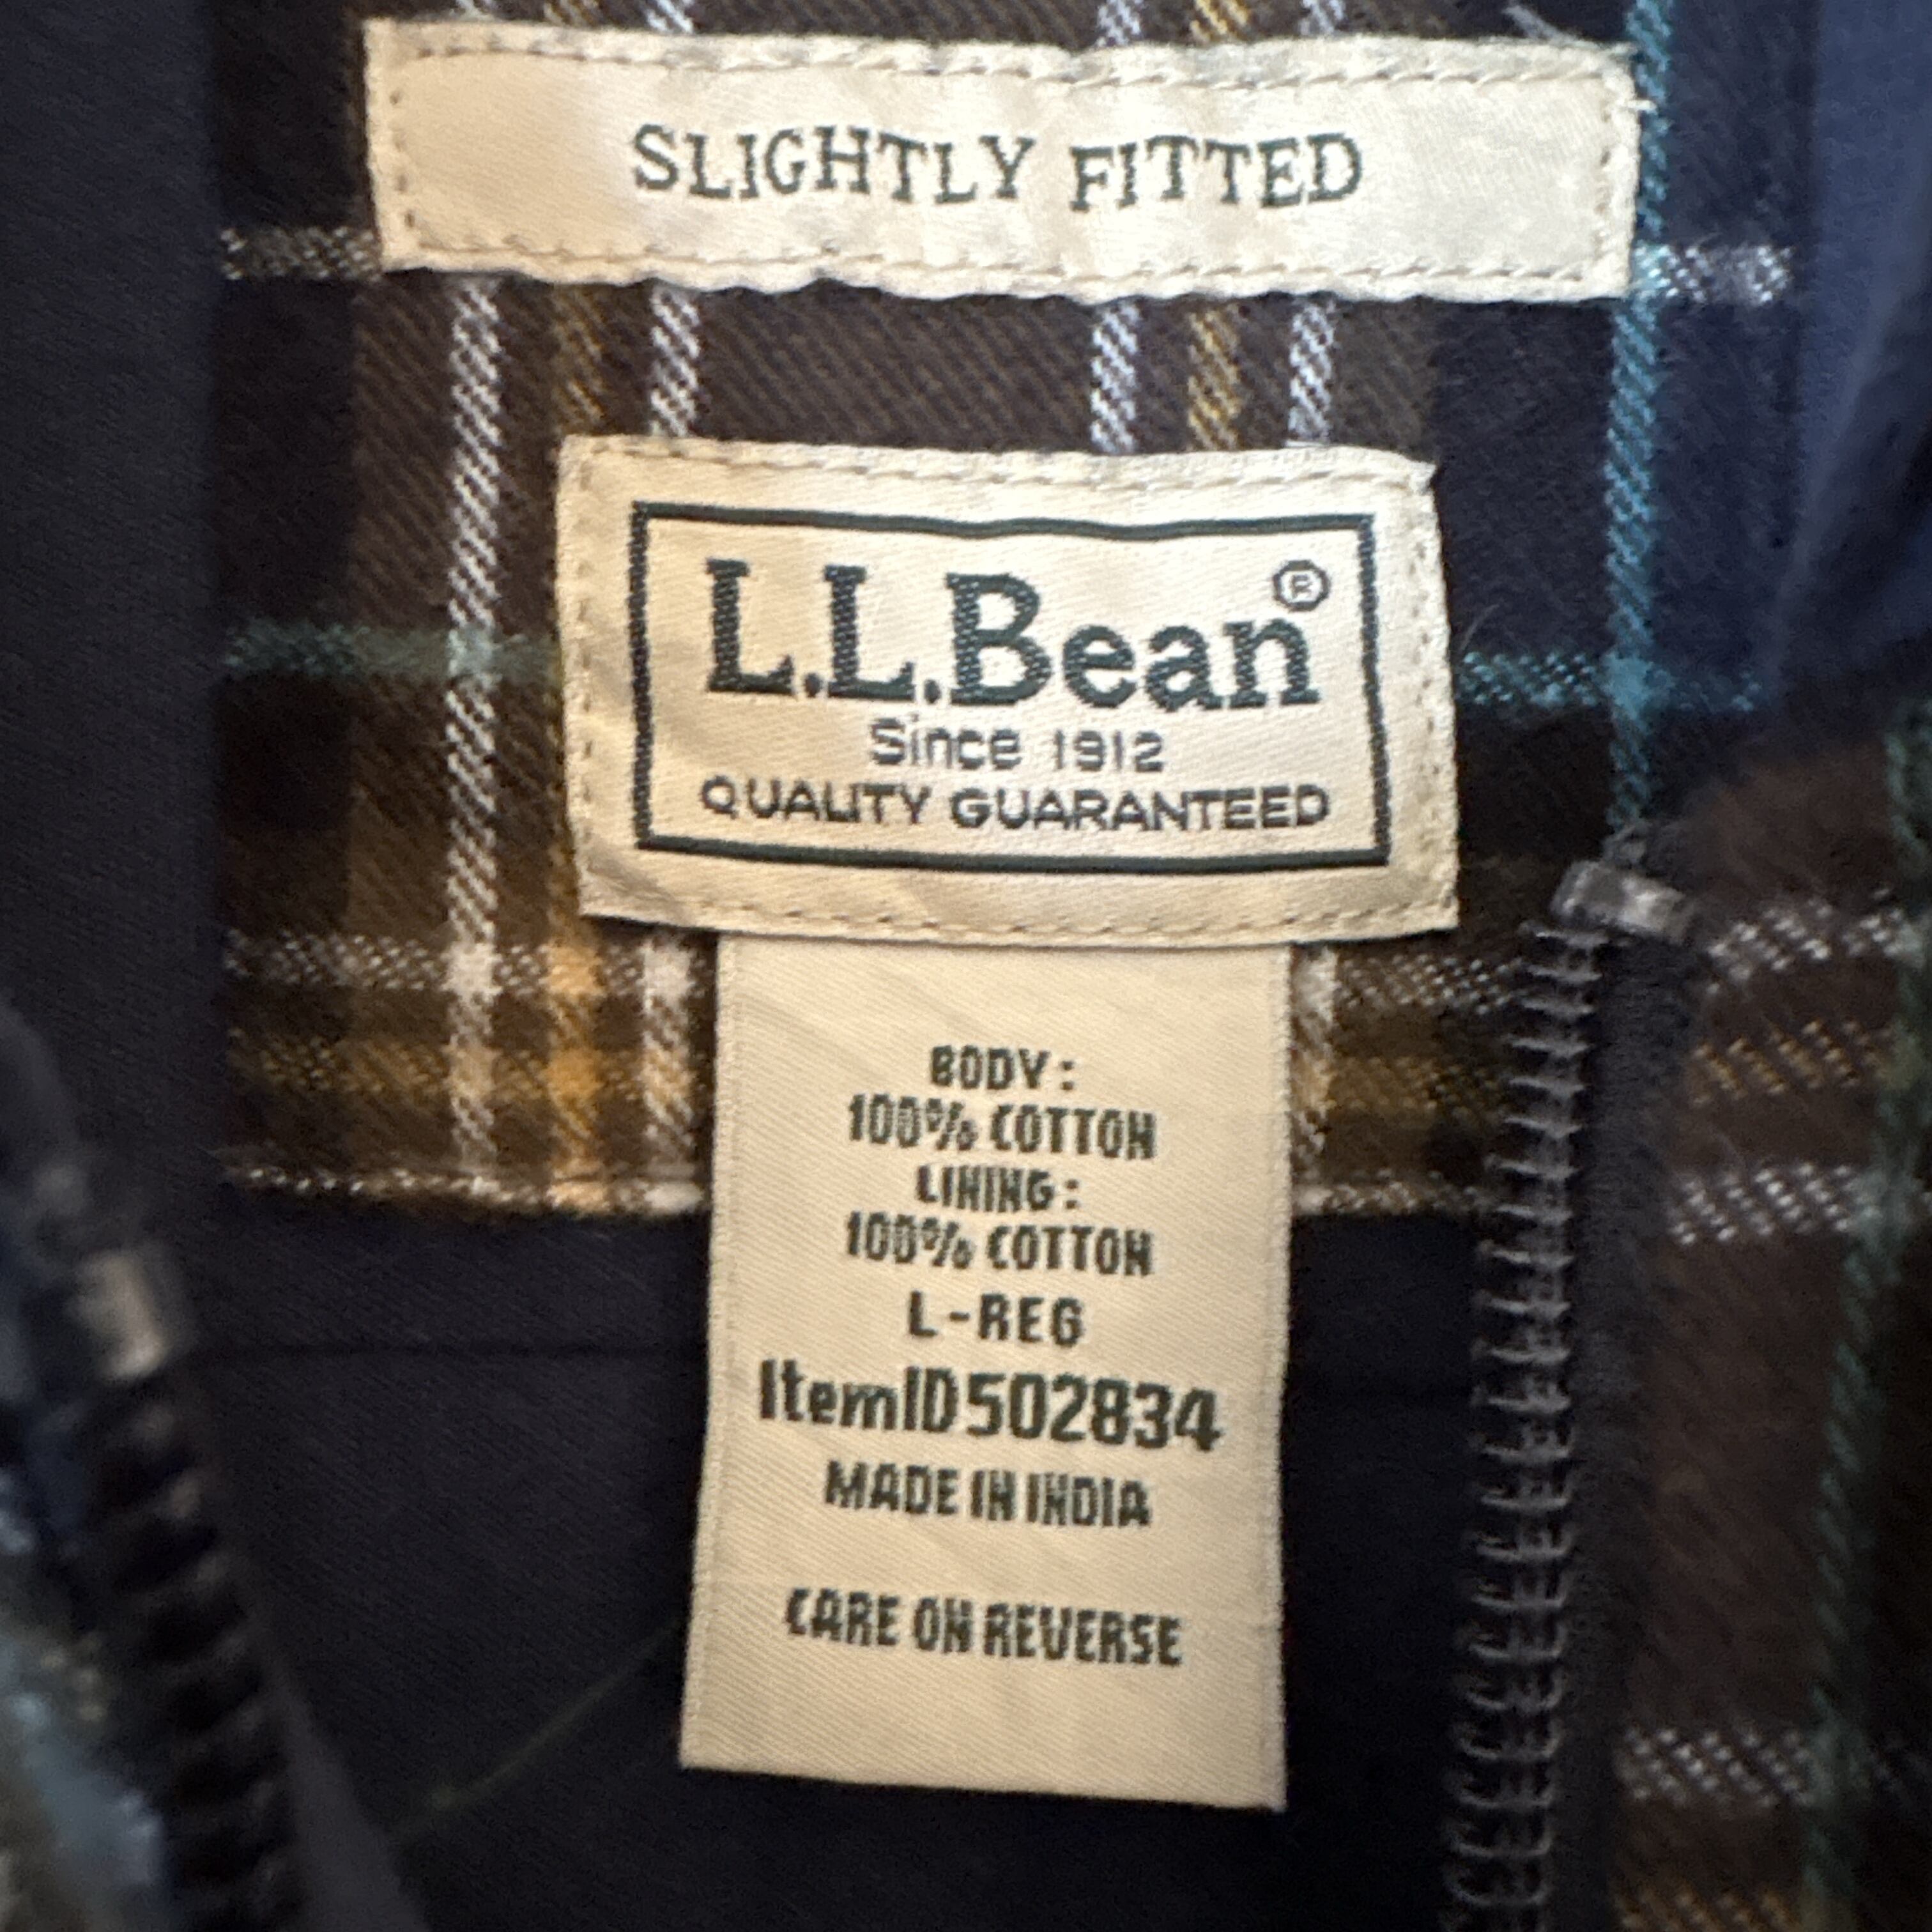 SLIGHTLY FITTED
L.L.Bean®
Since 1912
QUALITY GUARANTEED
BODY:
100% COTTON
LINING:
100% COTTON
L-REG
ItemID502834
MADE IN INDIA
CARE ON REVERSE